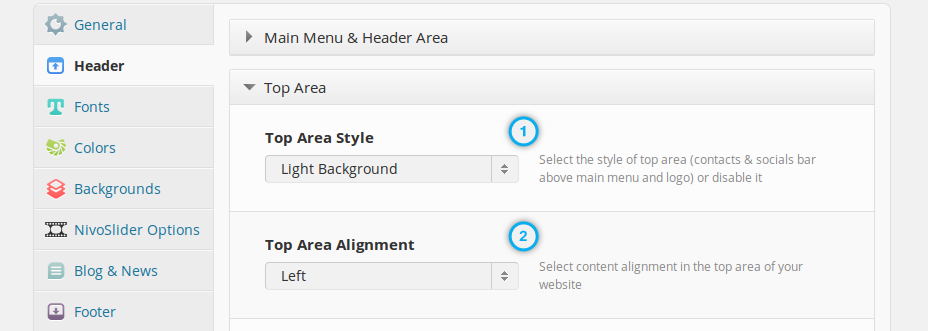 General
Header
Fonts
Colors
Backgrounds
NivoSlider Options
Blog & News
Footer
Main Menu & Header Area
Top Area
Top Area Style
1
Light Background
Select the style of top area (contacts & socials bar
above main menu and logo) or disable it
Top Area Alignment
2
Left
Select content alignment in the top area of your
website